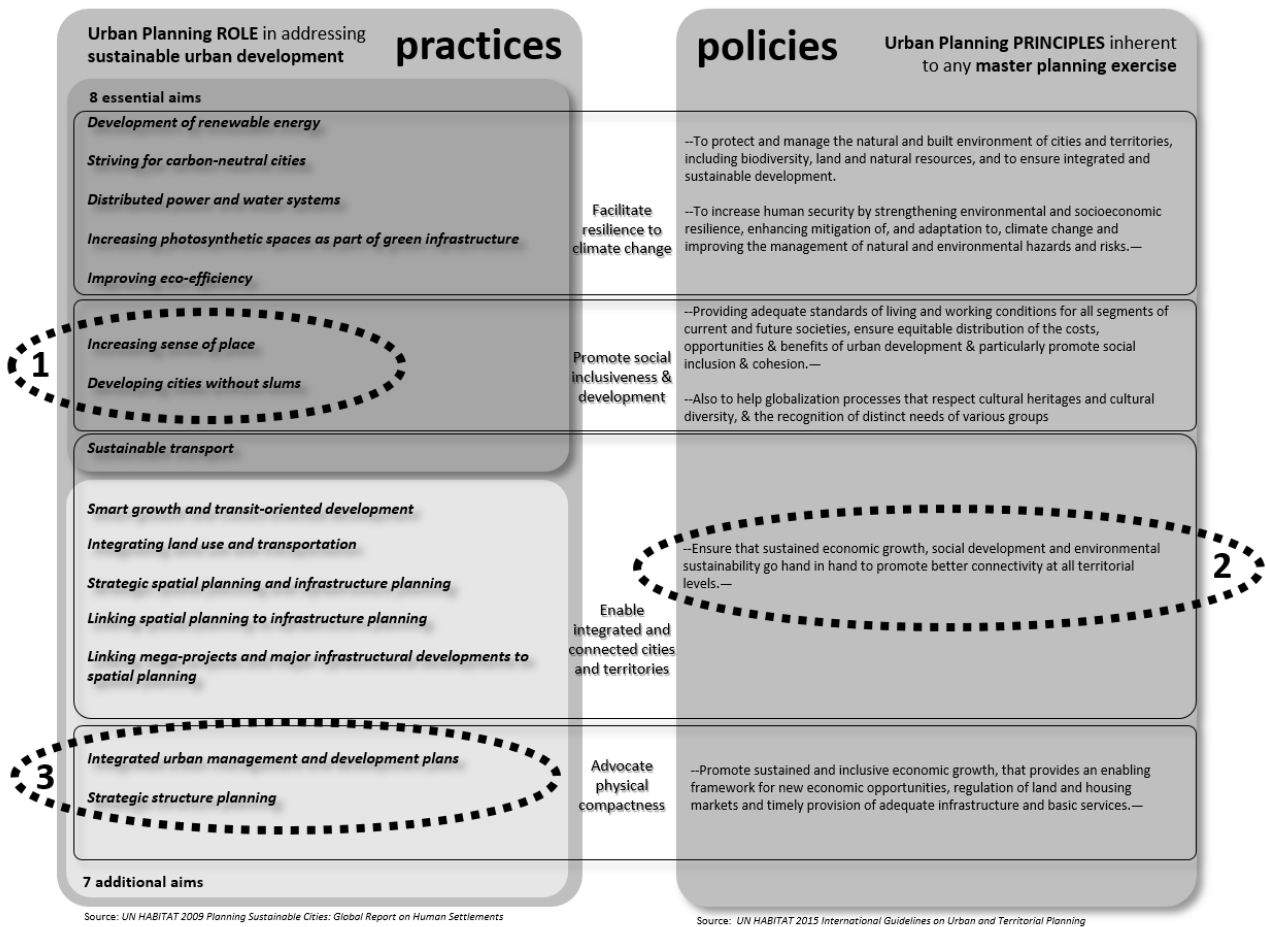 Urban Planning ROLE in addressing
sustainable urban development
practices
8 essential aims
Development of renewable energy
Striving for carbon-neutral cities
Distributed power and water systems
Increasing photosynthetic spaces as part of green infrastructure
Improving eco-efficiency
1
Increasing sense of place
Developing cities without slums
Sustainable transport
Smart growth and transit-oriented development
Integrating land use and transportation
Strategic spatial planning and infrastructure planning
Linking spatial planning to infrastructure planning
Linking mega-projects and major infrastructural developments to
spatial planning
3
Integrated urban management and development plans
Strategic structure planning
7 additional aims
Source: UN HABITAT 2009 Planning Sustainable Cities: Global Report on Human Settlements
Facilitate
resilience to
climate change
Promote social
inclusiveness &
development
Enable
integrated and
connected cities
and territories
Advocate
physical
compactness
policies
Urban Planning PRINCIPLES inherent
to any master planning exercise
--To protect and manage the natural and built environment of cities and territories,
including biodiversity, land and natural resources, and to ensure integrated and
sustainable development.
--To increase human security by strengthening environmental and socioeconomic
resilience, enhancing mitigation of, and adaptation to, climate change and
improving the management of natural and environmental hazards and risks.—
--Providing adequate standards of living and working conditions for all segments of
current and future societies, ensure equitable distribution of the costs,
opportunities & benefits of urban development & particularly promote social
inclusion & cohesion.—
--Also to help globalization processes that respect cultural heritages and cultural
diversity, & the recognition of distinct needs of various groups
--Ensure that sustained economic growth, social development and environmental
sustainability go hand in hand to promote better connectivity at all territorial
levels.—
2
--Promote sustained and inclusive economic growth, that provides an enabling
framework for new economic opportunities, regulation of land and housing
markets and timely provision of adequate infrastructure and basic services.—
Source: UN HABITAT 2015 International Guidelines on Urban and Territorial Planning